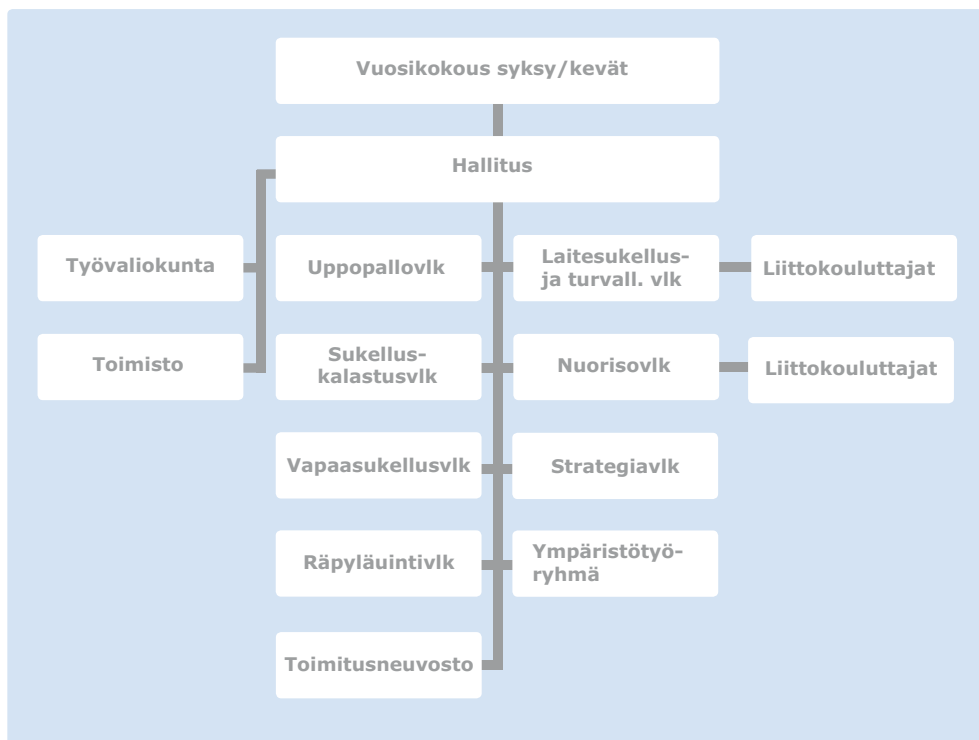 Vuosikokous syksy/kevät
Hallitus
Työvaliokunta
Uppopallovlk
Laitesukellus-
ja turvall. vlk
Liittokouluttajat
Toimisto
Sukellus-
kalastusvlk
Nuorisovlk
Liittokouluttajat
Vapaasukellusvlk
Strategiavlk
Räpyläuintivlk
Ympäristötyö-
ryhmä
Toimitusneuvosto